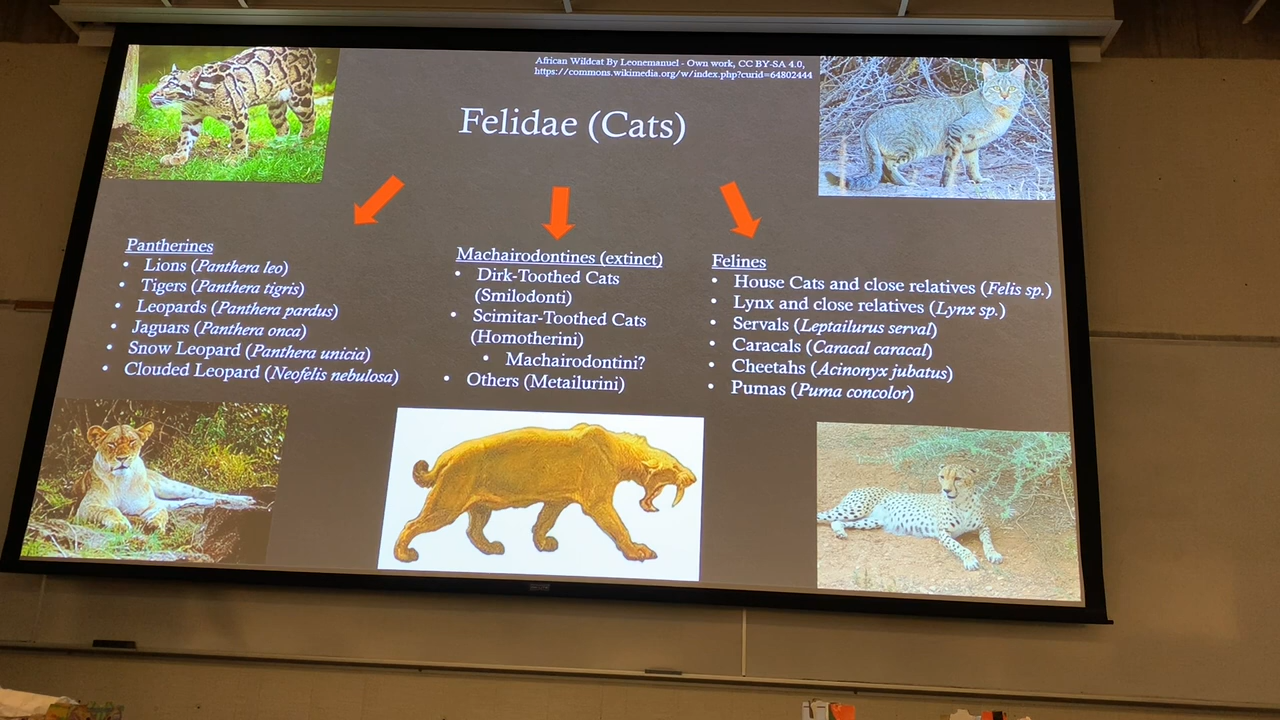 African Wildcat By Leonemanuel - Own work, CC BY-SA 4.0,
https://commons.wikimedia.org/w/index.php?curid=64802444
Felidae (Cats)
Pantherines
• Lions (Panthera leo)
• Tigers (Panthera tigris)
• Leopards (Panthera pardus)
• Jaguars (Panthera onca)
• Snow Leopard (Panthera unicia)
• Clouded Leopard (Neofelis nebulosa)
Machairodontines (extinct)
• Dirk-Toothed Cats
(Smilodonti)
• Scimitar-Toothed Cats
(Homotherini)
• Machairodontini?
• Others (Metailurini)
Felines
• House Cats and close relatives (Felis sp.)
• Lynx and close relatives (Lynx sp.)
• Servals (Leptailurus serval)
• Caracals (Caracal caracal)
• Cheetahs (Acinonyx jubatus)
• Pumas (Puma concolor)